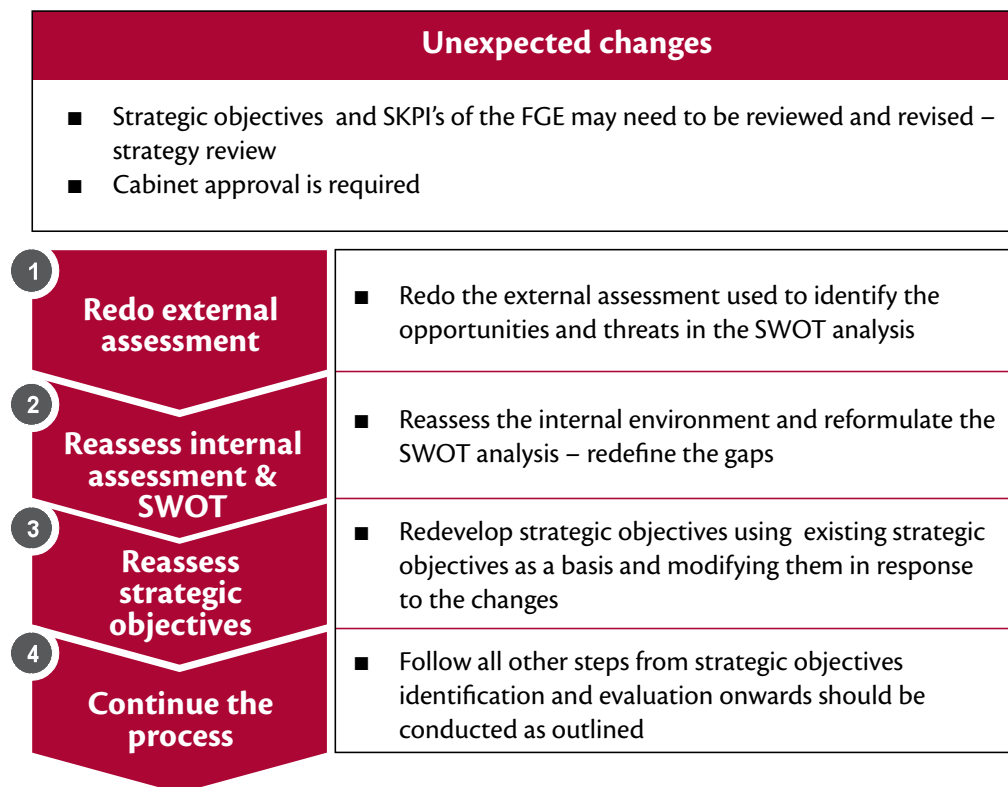 Unexpected changes
■ Strategic objectives and SKPI's of the FGE may need to be reviewed and revised –
strategy review
■ Cabinet approval is required
1
Redo external
assessment
■ Redo the external assessment used to identify the
opportunities and threats in the SWOT analysis
2
Reassess internal
assessment &
SWOT
■ Reassess the internal environment and reformulate the
SWOT analysis – redefine the gaps
3
Reassess
strategic
objectives
■ Redevelop strategic objectives using existing strategic
objectives as a basis and modifying them in response
to the changes
4
Continue the
process
■ Follow all other steps from strategic objectives
identification and evaluation onwards should be
conducted as outlined